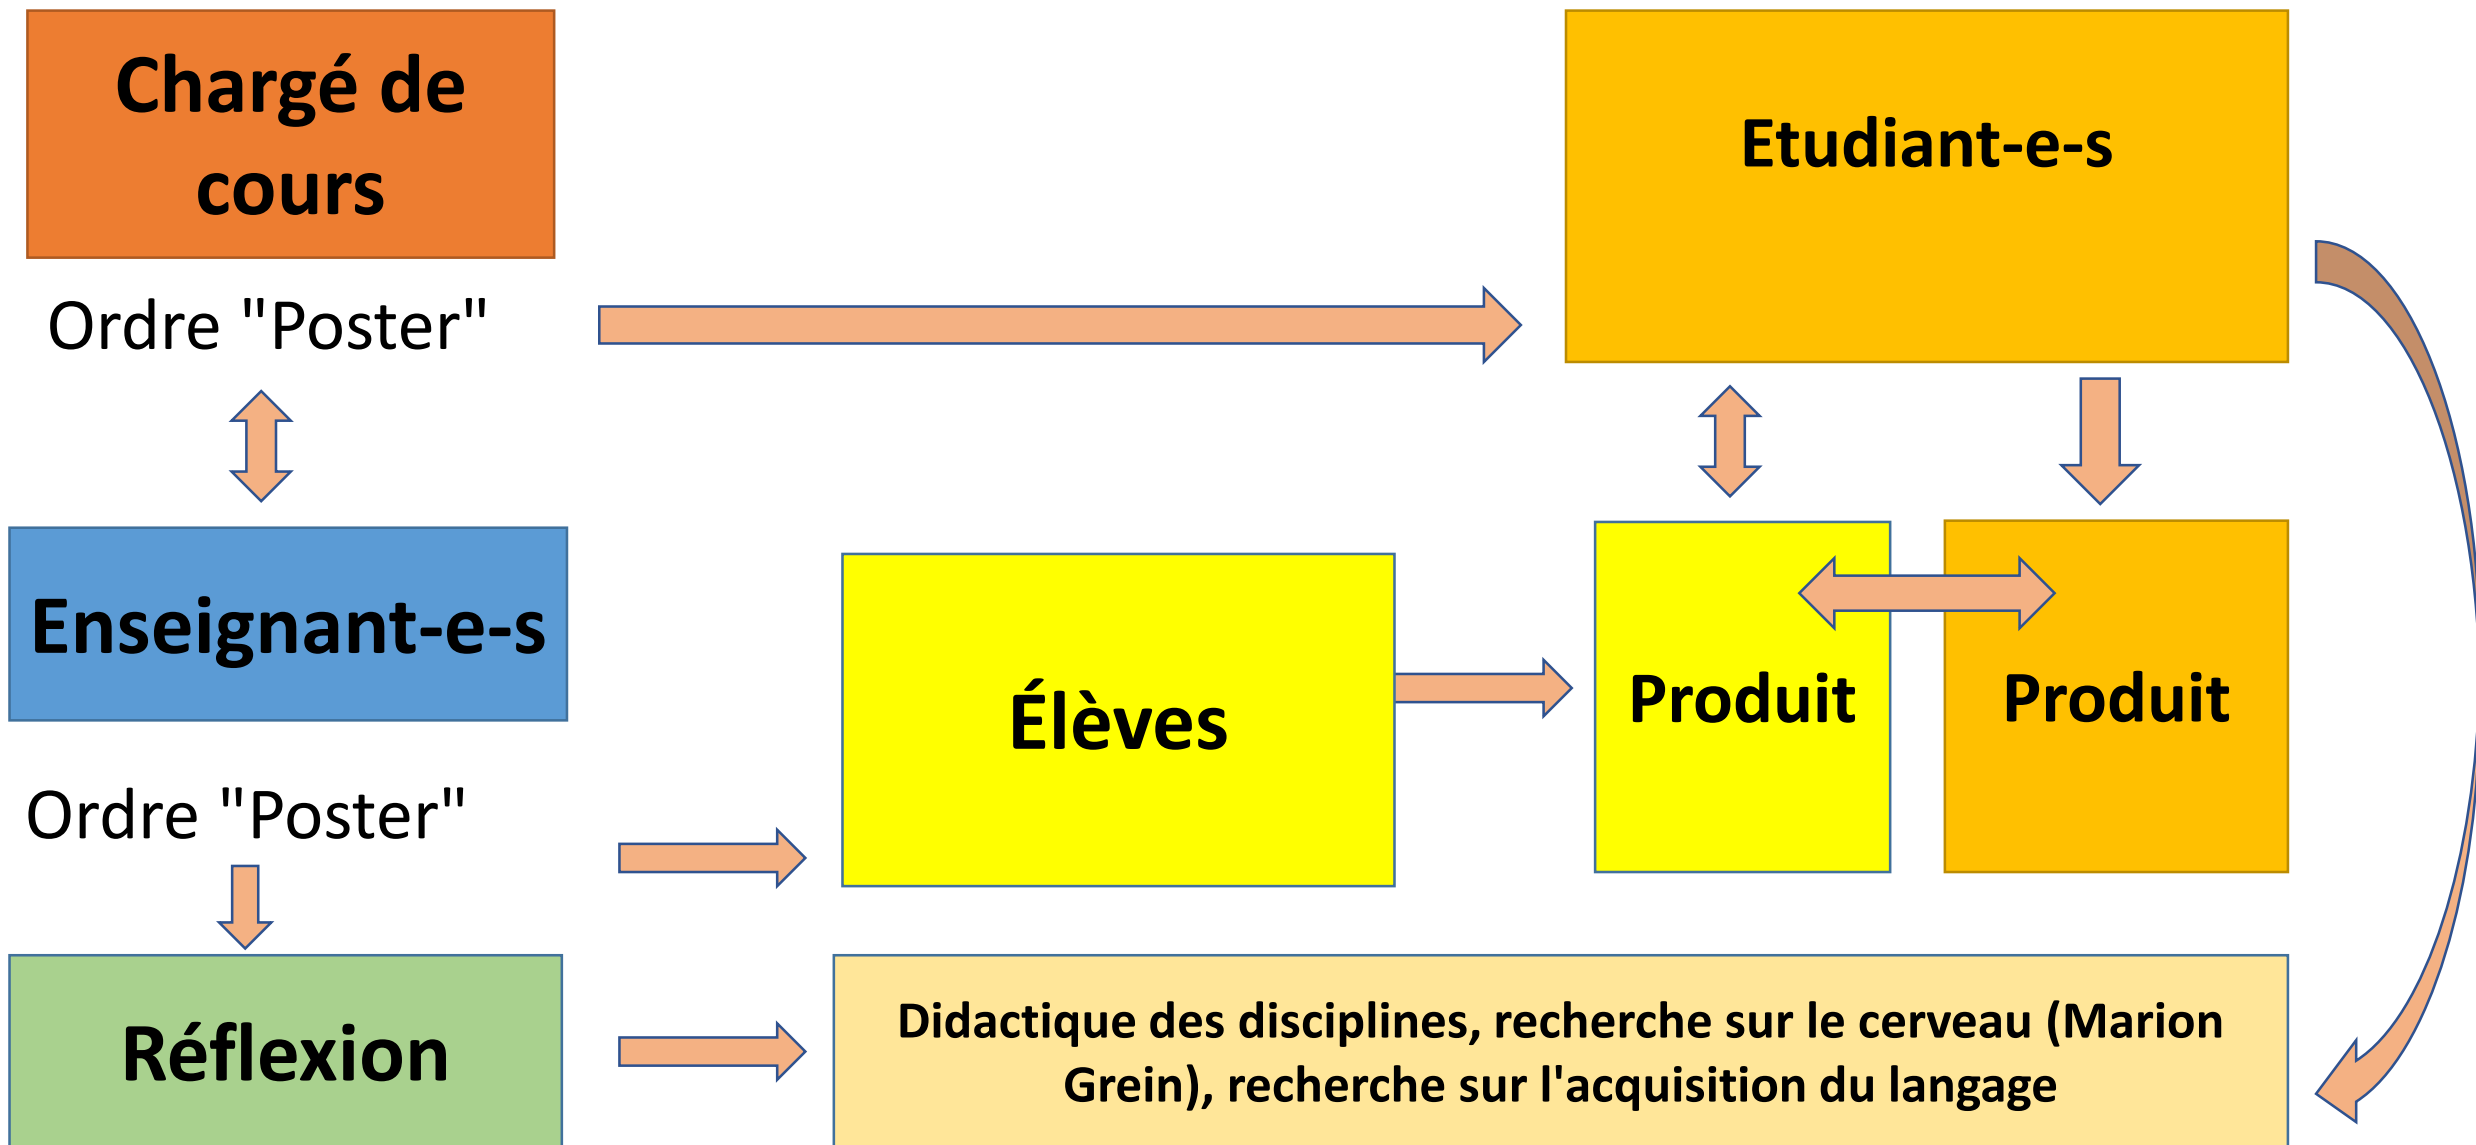 Chargé de
cours
Etudiant-e-s
Ordre "Poster"
Enseignant-e-s
Élèves
Produit
Produit
Ordre "Poster"
Réflexion
Didactique des disciplines, recherche sur le cerveau (Marion
Grein), recherche sur l'acquisition du langage